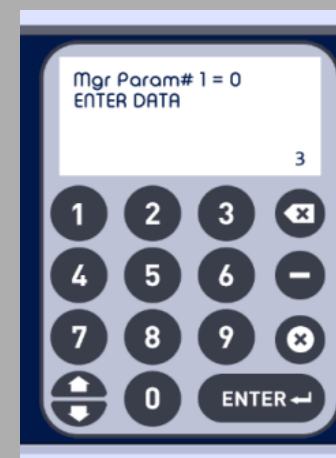 Mgr Param# 1 = 0
ENTER DATA
3
1 2 3
4 5 6
7 8 9
0 ENTER